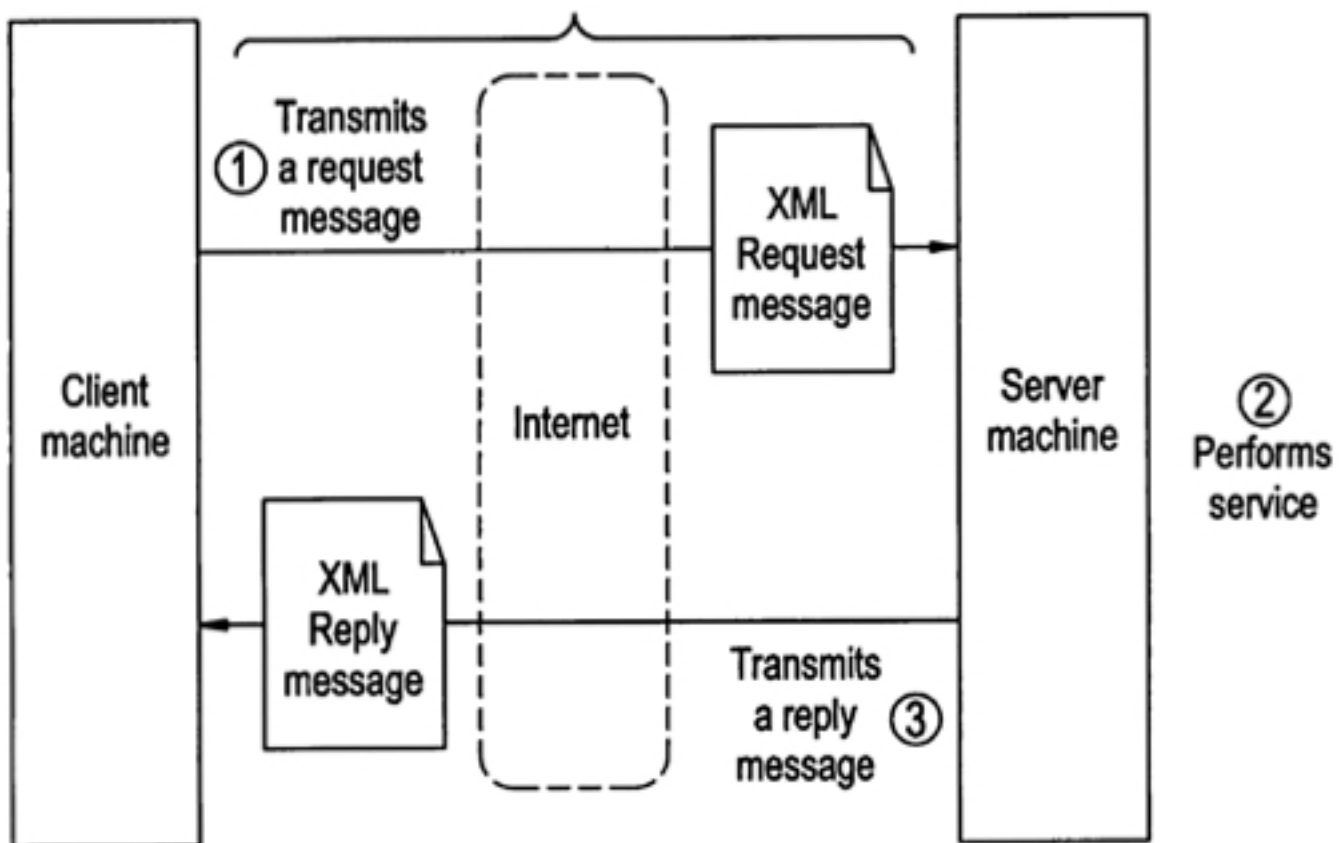 Transmits
① a request
message
XML
Request
message
Client
machine
Internet
Server
machine
②
Performs
service
XML
Reply
message
Transmits
a reply ③
message